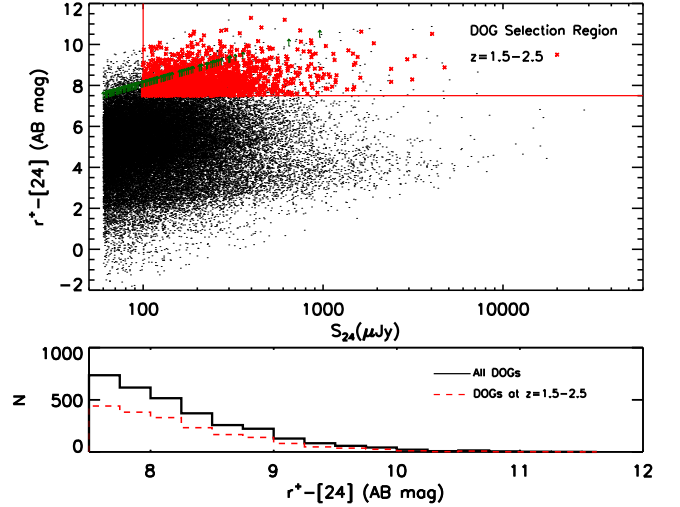 DOG Selection Region
z=1.5−2.5
12
10
8
6
4
2
0
−2
r⁺−[24] (AB mag)
100
1000
10000
S₂₄(μJy)
1000
500
0
N
All DOGs
DOGs at z=1.5−2.5
8
9
10
11
12
r⁺−[24] (AB mag)